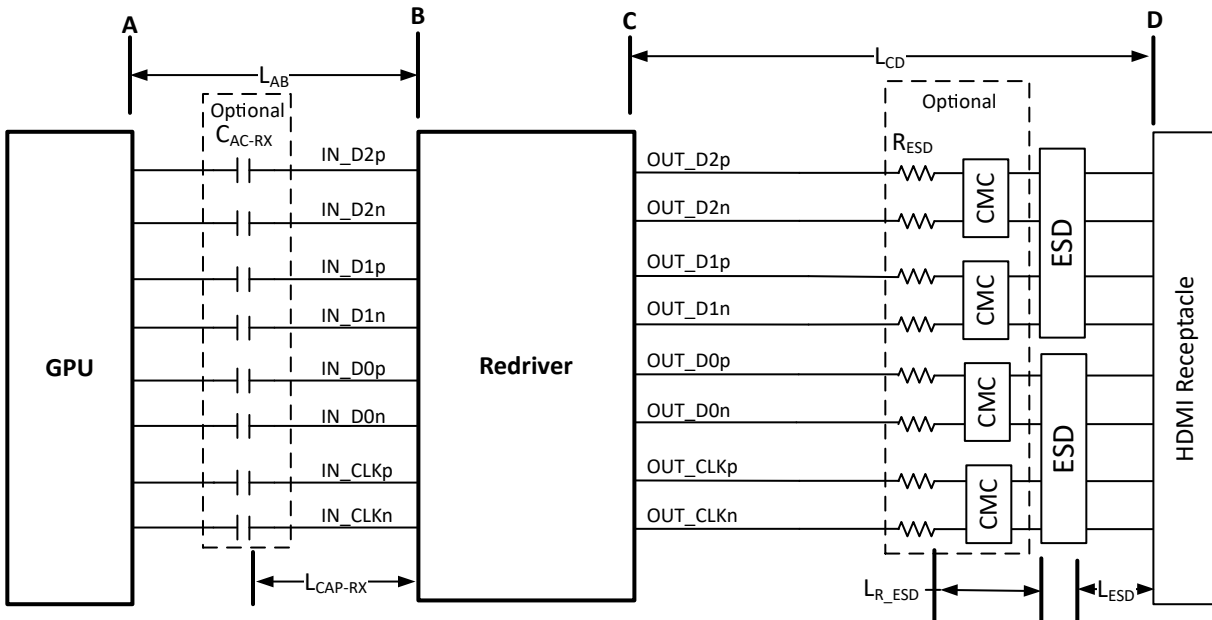 A
B
C
D
L_AB
L_CD
Optional
C_AC-RX
Optional
R_ESD
IN_D2p
OUT_D2p
CMC
IN_D2n
OUT_D2n
ESD
IN_D1p
OUT_D1p
CMC
IN_D1n
OUT_D1n
GPU
Redriver
HDMI Receptacle
IN_D0p
OUT_D0p
CMC
IN_D0n
OUT_D0n
ESD
IN_CLKp
OUT_CLKp
CMC
IN_CLKn
OUT_CLKn
L_CAP-RX
L_R_ESD
L_ESD